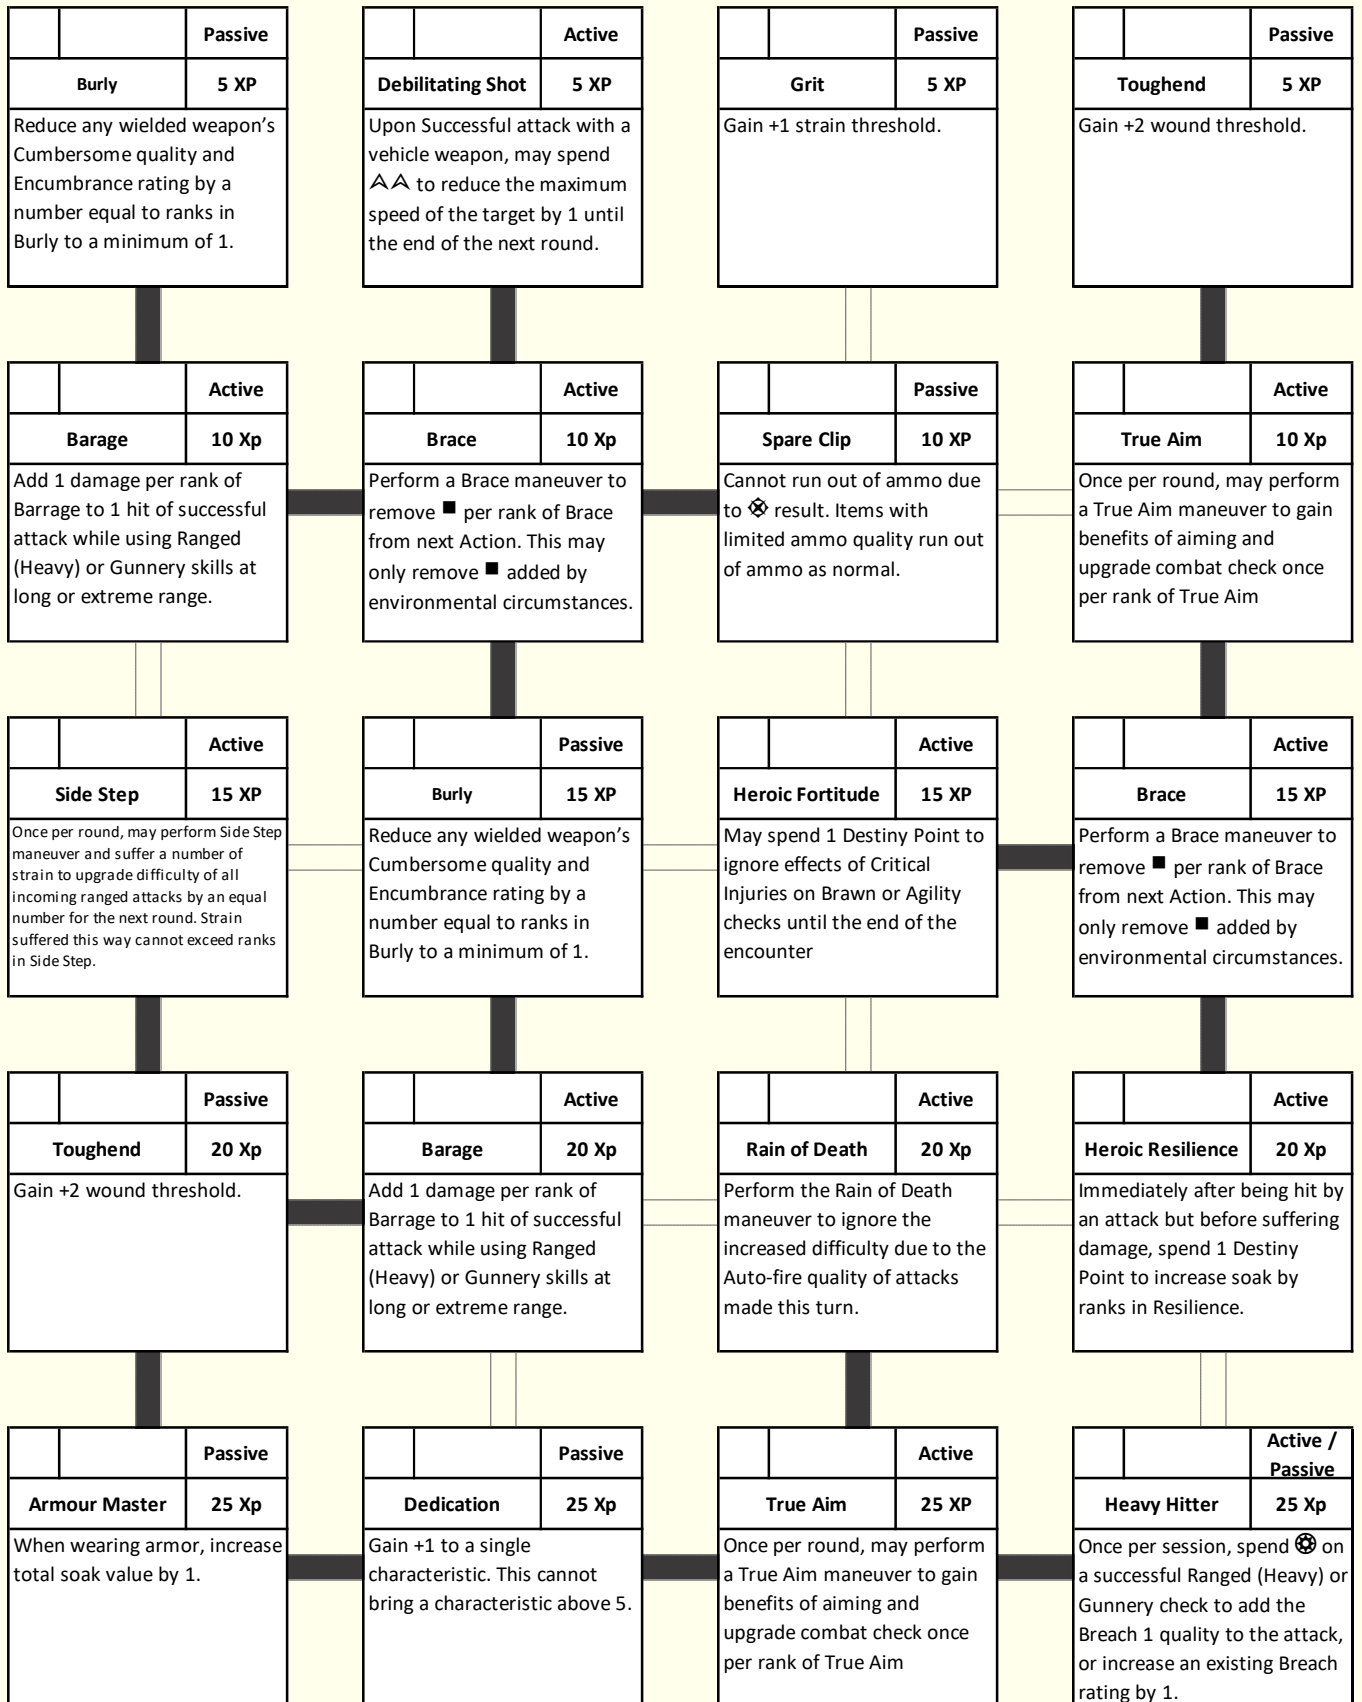 Passive
Burly 5 XP
Reduce any wielded weapon's
Cumbersome quality and
Encumbrance rating by a
number equal to ranks in
Burly to a minimum of 1.
Active
Debilitating Shot 5 XP
Upon Successful attack with a
vehicle weapon, may spend
to reduce the maximum
speed of the target by 1 until
the end of the next round.
Passive
Grit 5 XP
Gain +1 strain threshold.
Passive
Toughend 5 XP
Gain +2 wound threshold.
Active
Barage 10 Xp
Add 1 damage per rank of
Barrage to 1 hit of successful
attack while using Ranged
(Heavy) or Gunnery skills at
long or extreme range.
Active
Brace 10 Xp
Perform a Brace maneuver to
remove ■ per rank of Brace
from next Action. This may
only remove ■ added by
environmental circumstances.
Passive
Spare Clip 10 XP
Cannot run out of ammo due
to result. Items with
limited ammo quality run out
of ammo as normal.
Active
True Aim 10 Xp
Once per round, may perform
a True Aim maneuver to gain
benefits of aiming and
upgrade combat check once
per rank of True Aim
Active
Side Step 15 XP
Once per round, may perform Side Step
maneuver and suffer a number of
strain to upgrade difficulty of all
incoming ranged attacks by an equal
number for the next round. Strain
suffered this way cannot exceed ranks
in Side Step.
Passive
Burly 15 XP
Reduce any wielded weapon's
Cumbersome quality and
Encumbrance rating by a
number equal to ranks in
Burly to a minimum of 1.
Active
Heroic Fortitude 15 XP
May spend 1 Destiny Point to
ignore effects of Critical
Injuries on Brawn or Agility
checks until the end of the
encounter
Active
Brace 15 XP
Perform a Brace maneuver to
remove ■ per rank of Brace
from next Action. This may
only remove ■ added by
environmental circumstances.
Passive
Toughend 20 Xp
Gain +2 wound threshold.
Active
Barage 20 Xp
Add 1 damage per rank of
Barrage to 1 hit of successful
attack while using Ranged
(Heavy) or Gunnery skills at
long or extreme range.
Active
Rain of Death 20 Xp
Perform the Rain of Death
maneuver to ignore the
increased difficulty due to the
Auto-fire quality of attacks
made this turn.
Active
Heroic Resilience 20 Xp
Immediately after being hit by
an attack but before suffering
damage, spend 1 Destiny
Point to increase soak by
ranks in Resilience.
Passive
Armour Master 25 Xp
When wearing armor, increase
total soak value by 1.
Passive
Dedication 25 Xp
Gain +1 to a single
characteristic. This cannot
bring a characteristic above 5.
Active
True Aim 25 XP
Once per round, may perform
a True Aim maneuver to gain
benefits of aiming and
upgrade combat check once
per rank of True Aim
Active /
Passive
Heavy Hitter 25 Xp
Once per session, spend on
a successful Ranged (Heavy) or
Gunnery check to add the
Breach 1 quality to the attack,
or increase an existing Breach
rating by 1.